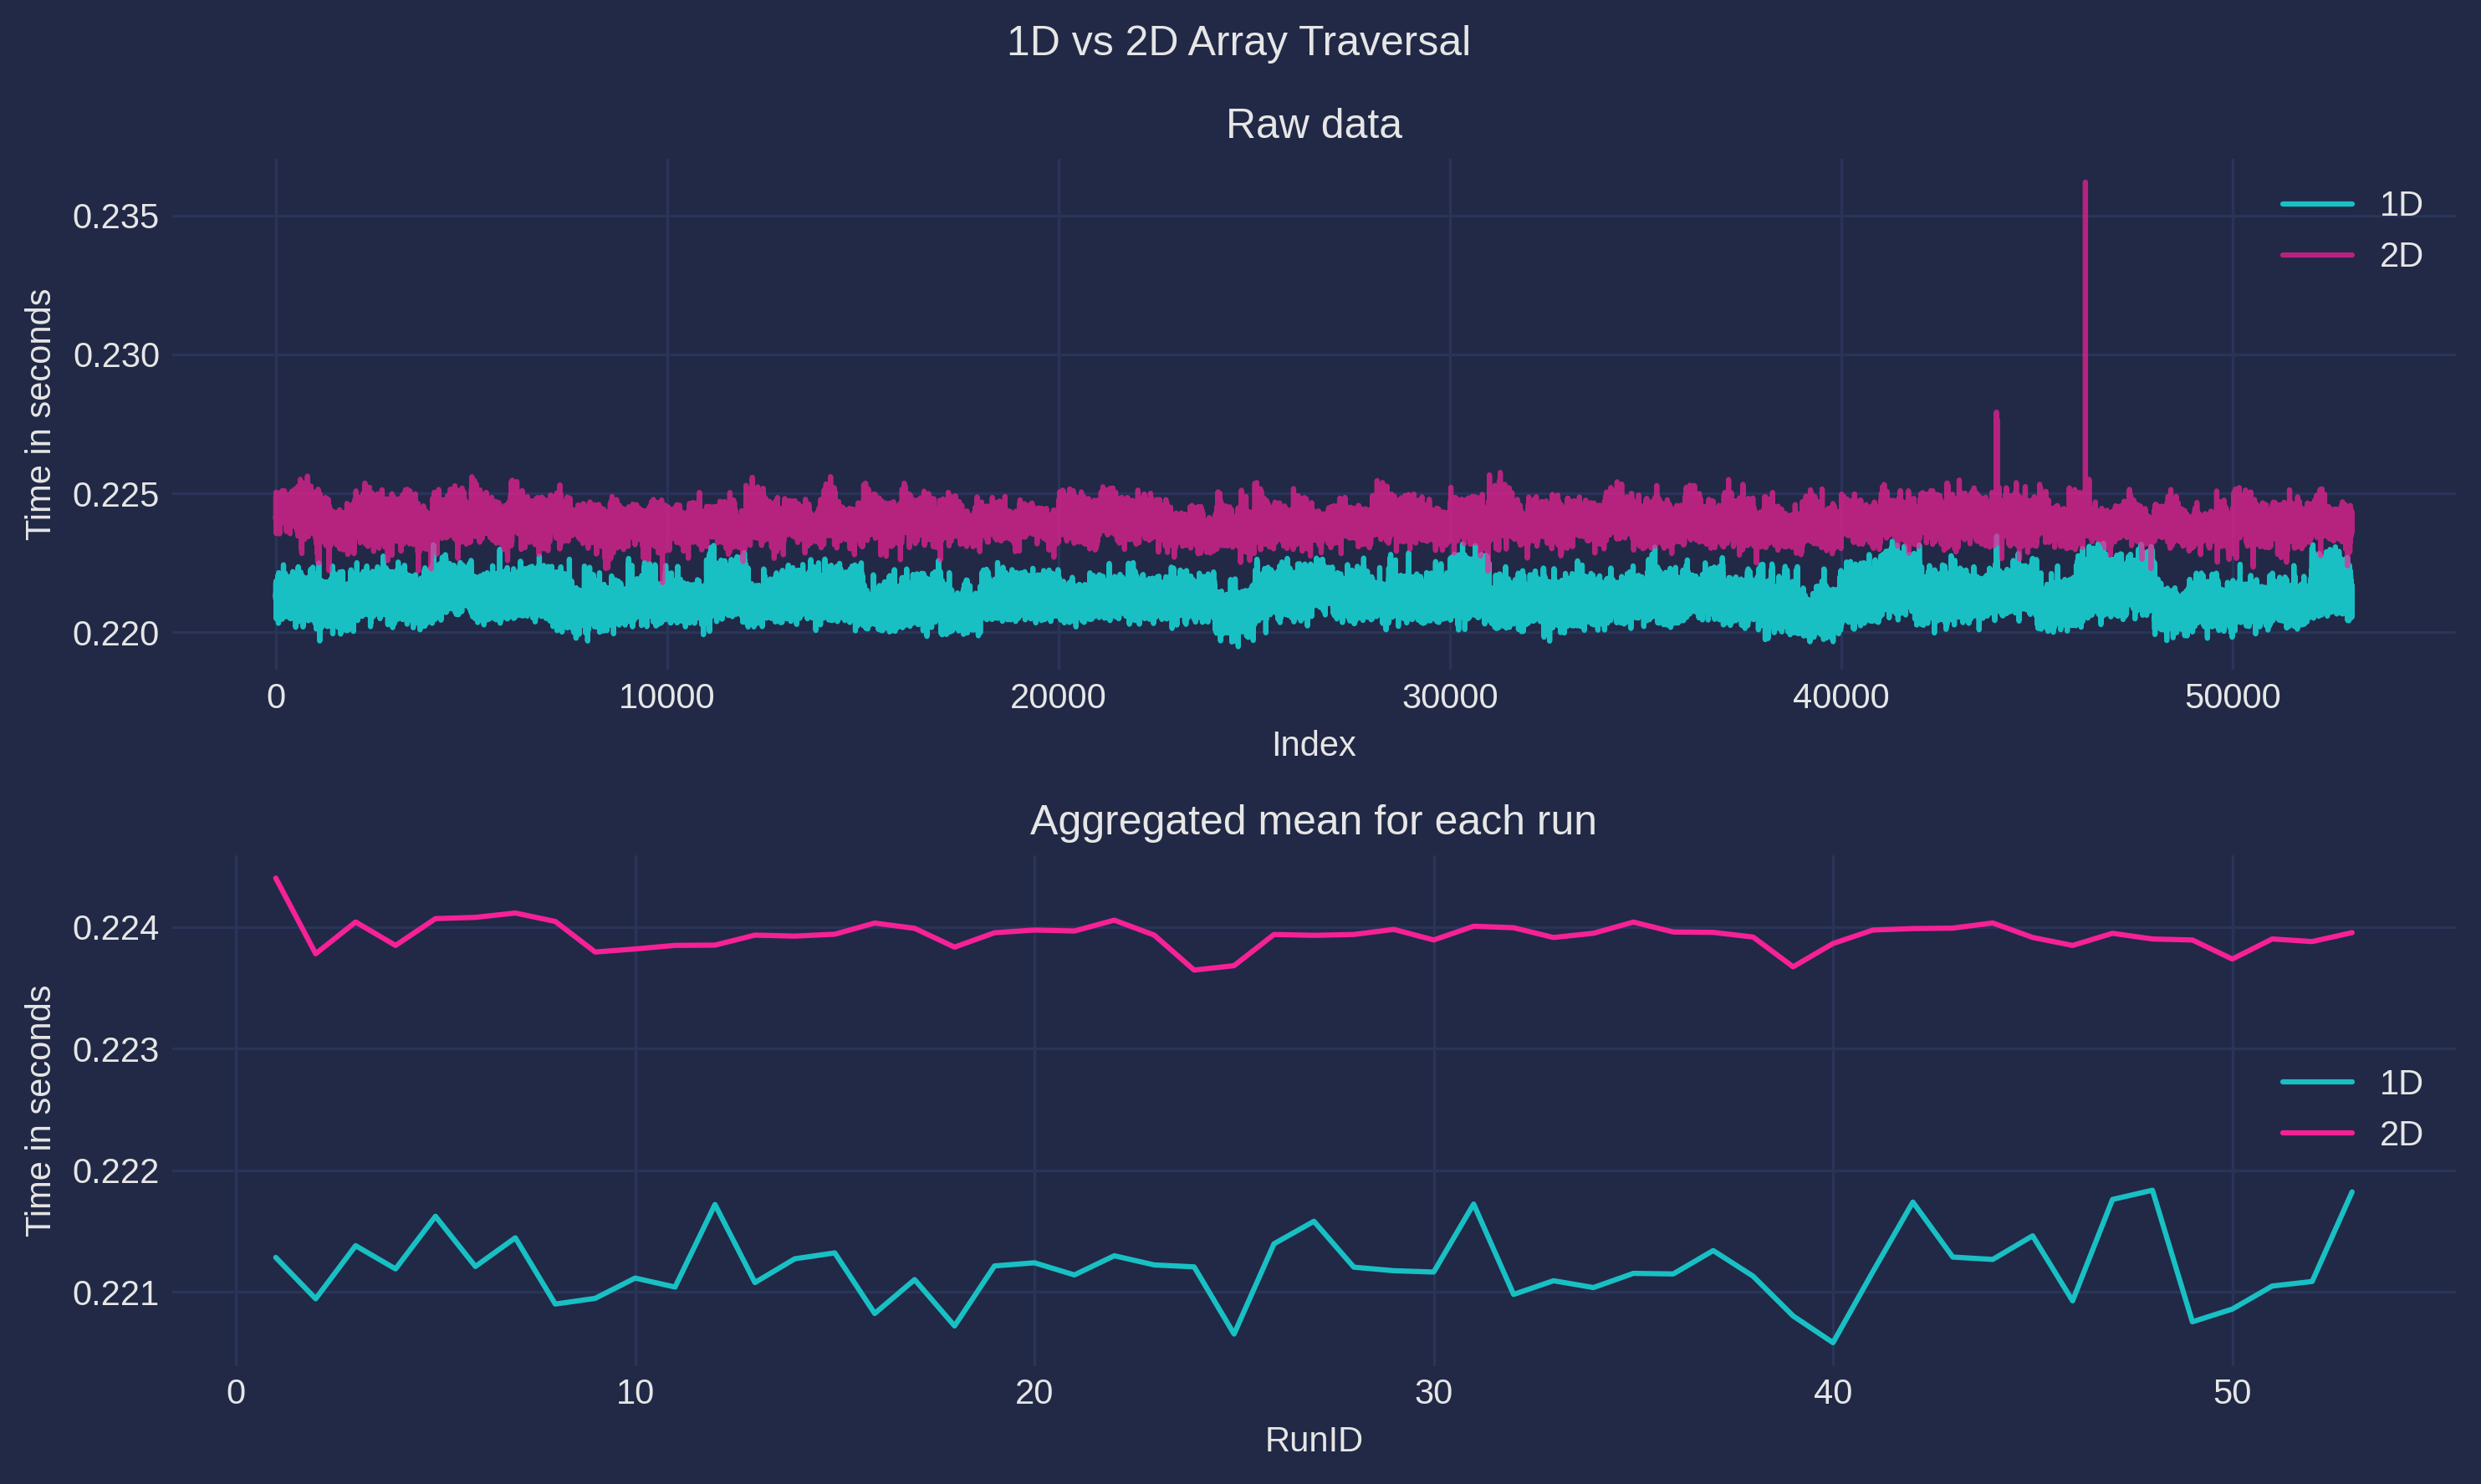 1D vs 2D Array Traversal
Raw data
Time in seconds
0.235
0.230
0.225
0.220
1D
2D
0 10000 20000 30000 40000 50000
Index
Aggregated mean for each run
Time in seconds
0.224
0.223
0.222
0.221
1D
2D
0 10 20 30 40 50
RunID